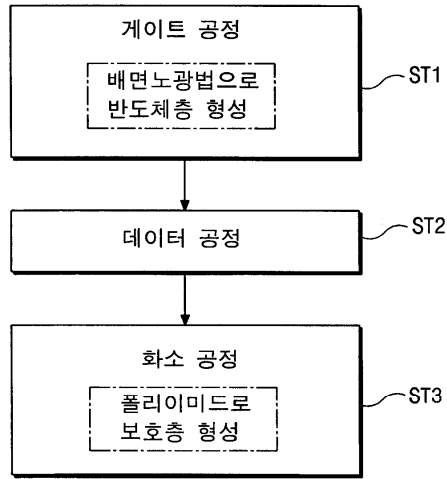 게이트 공정
배면노광법으로
반도체층 형성
ST1
데이터 공정
ST2
화소 공정
폴리이미드로
보호층 형성
ST3